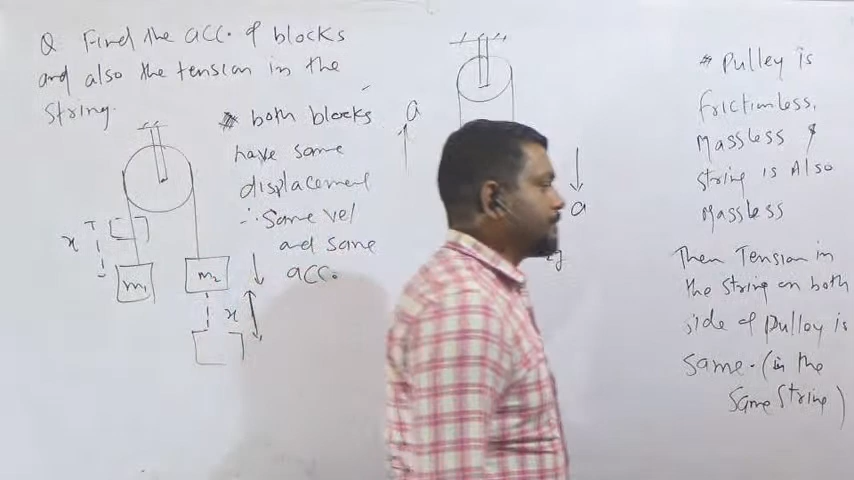 Q Find the acc. of blocks
and also the tension in the
string.
* both blocks
have same
displacement
∴ Same vel
and same
acc.
x
m₁
m₂
x
a
a
* Pulley is
frictionless,
Massless &
string is Also
Massless
Then Tension in
the string on both
side of pulley is
same. (in the
same string)